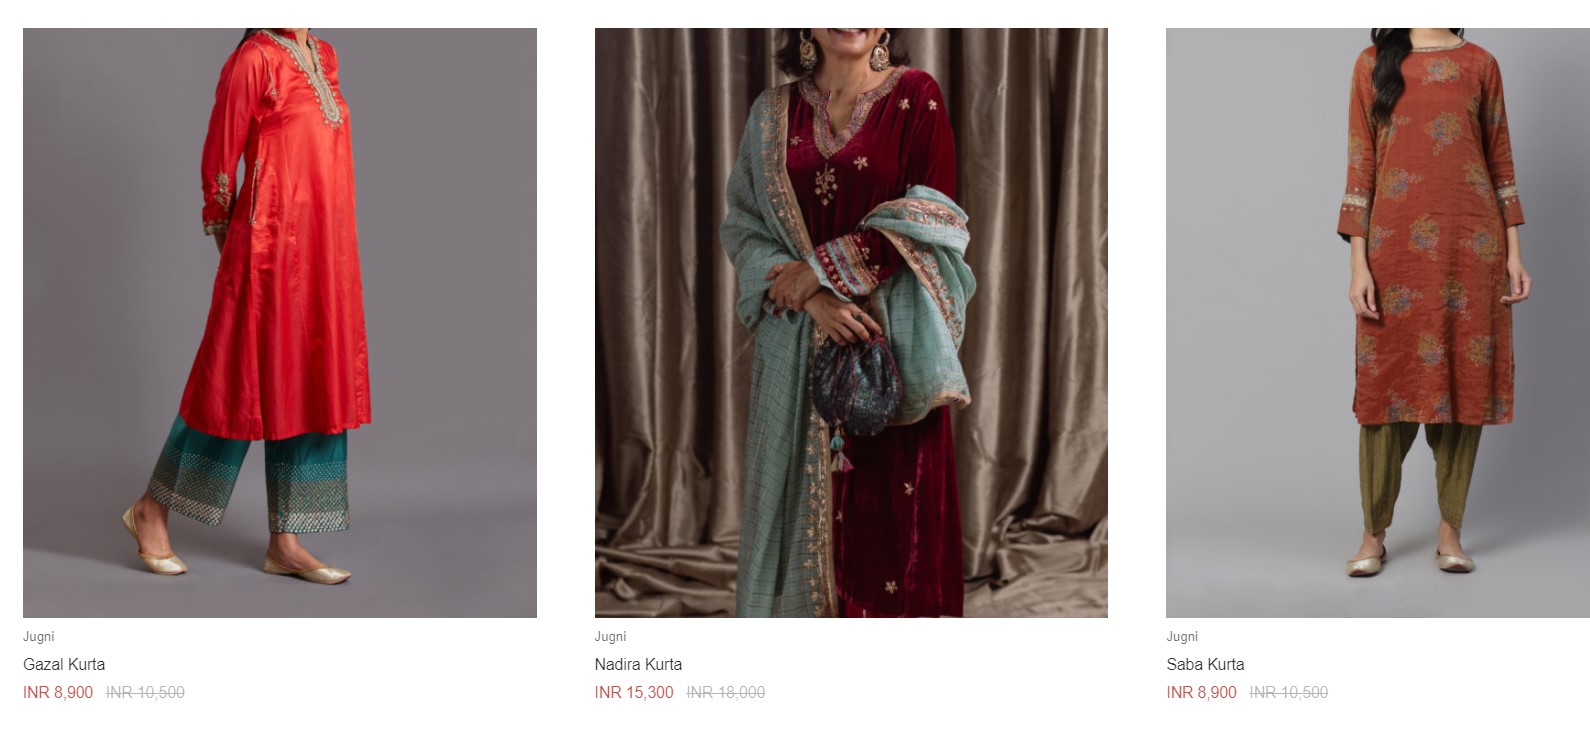 Jugni
Gazal Kurta
INR 8,900 INR 10,500
Jugni
Nadira Kurta
INR 15,300 INR 18,000
Jugni
Saba Kurta
INR 8,900 INR 10,500